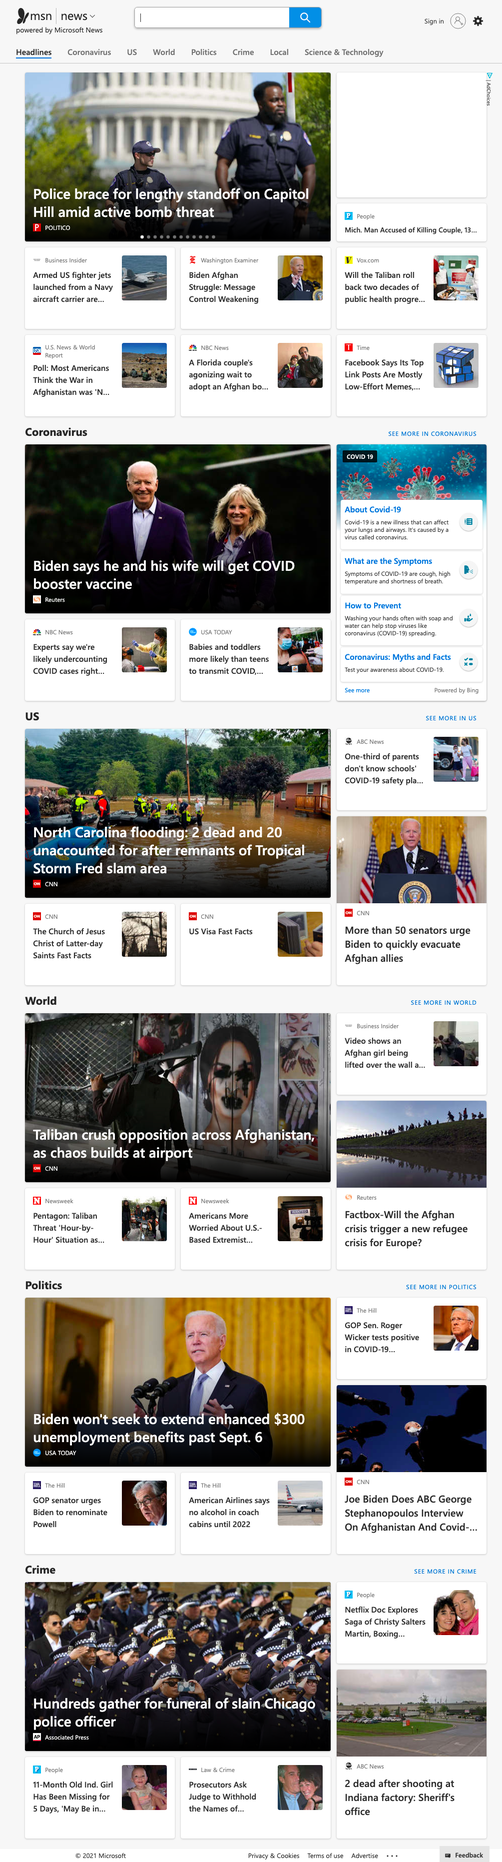 msn news
powered by Microsoft News
Sign in
Headlines Coronavirus US World Politics Crime Local Science & Technology
Police brace for lengthy standoff on Capitol
Hill amid active bomb threat
POLITICO
AdChoices
People
Mich. Man Accused of Killing Couple, 13...
Business Insider
Armed US fighter jets
launched from a Navy
aircraft carrier are...
Washington Examiner
Biden Afghan
Struggle: Message
Control Weakening
Vox.com
Will the Taliban roll
back two decades of
public health progre...
U.S. News & World
Report
Poll: Most Americans
Think the War in
Afghanistan was 'N...
NBC News
A Florida couple's
agonizing wait to
adopt an Afghan bo...
Time
Facebook Says Its Top
Link Posts Are Mostly
Low-Effort Memes,...
Coronavirus
SEE MORE IN CORONAVIRUS
Biden says he and his wife will get COVID
booster vaccine
Reuters
COVID 19
About Covid-19
Covid-19 is a new illness that can affect
your lungs and airways. It's caused by a
virus called coronavirus.
What are the Symptoms
Symptoms of COVID-19 are cough, high
temperature and shortness of breath.
How to Prevent
Washing your hands often with soap and
water can help stop viruses like
coronavirus (COVID-19) spreading.
Coronavirus: Myths and Facts
Test your awareness about COVID-19.
See more
Powered by Bing
NBC News
Experts say we're
likely undercounting
COVID cases right...
USA TODAY
Babies and toddlers
more likely than teens
to transmit COVID,...
US
SEE MORE IN US
North Carolina flooding: 2 dead and 20
unaccounted for after remnants of Tropical
Storm Fred slam area
CNN
ABC News
One-third of parents
don't know schools'
COVID-19 safety pla...
CNN
More than 50 senators urge
Biden to quickly evacuate
Afghan allies
CNN
The Church of Jesus
Christ of Latter-day
Saints Fast Facts
CNN
US Visa Fast Facts
World
SEE MORE IN WORLD
Taliban crush opposition across Afghanistan,
as chaos builds at airport
CNN
Business Insider
Video shows an
Afghan girl being
lifted over the wall a...
Reuters
Factbox-Will the Afghan
crisis trigger a new refugee
crisis for Europe?
Newsweek
Pentagon: Taliban
Threat 'Hour-by-
Hour' Situation as...
Newsweek
Americans More
Worried About U.S.-
Based Extremist...
Politics
SEE MORE IN POLITICS
Biden won't seek to extend enhanced $300
unemployment benefits past Sept. 6
USA TODAY
The Hill
GOP Sen. Roger
Wicker tests positive
in COVID-19...
CNN
Joe Biden Does ABC George
Stephanopoulos Interview
On Afghanistan And Covid-...
The Hill
GOP senator urges
Biden to renominate
Powell
The Hill
American Airlines says
no alcohol in coach
cabins until 2022
Crime
SEE MORE IN CRIME
Hundreds gather for funeral of slain Chicago
police officer
AP Associated Press
People
Netflix Doc Explores
Saga of Christy Salters
Martin, Boxing...
ABC News
2 dead after shooting at
Indiana factory: Sheriff's
office
People
11-Month Old Ind. Girl
Has Been Missing for
5 Days, 'May Be in...
Law & Crime
Prosecutors Ask
Judge to Withhold
the Names of...
© 2021 Microsoft
Privacy & Cookies Terms of use Advertise ...
Feedback